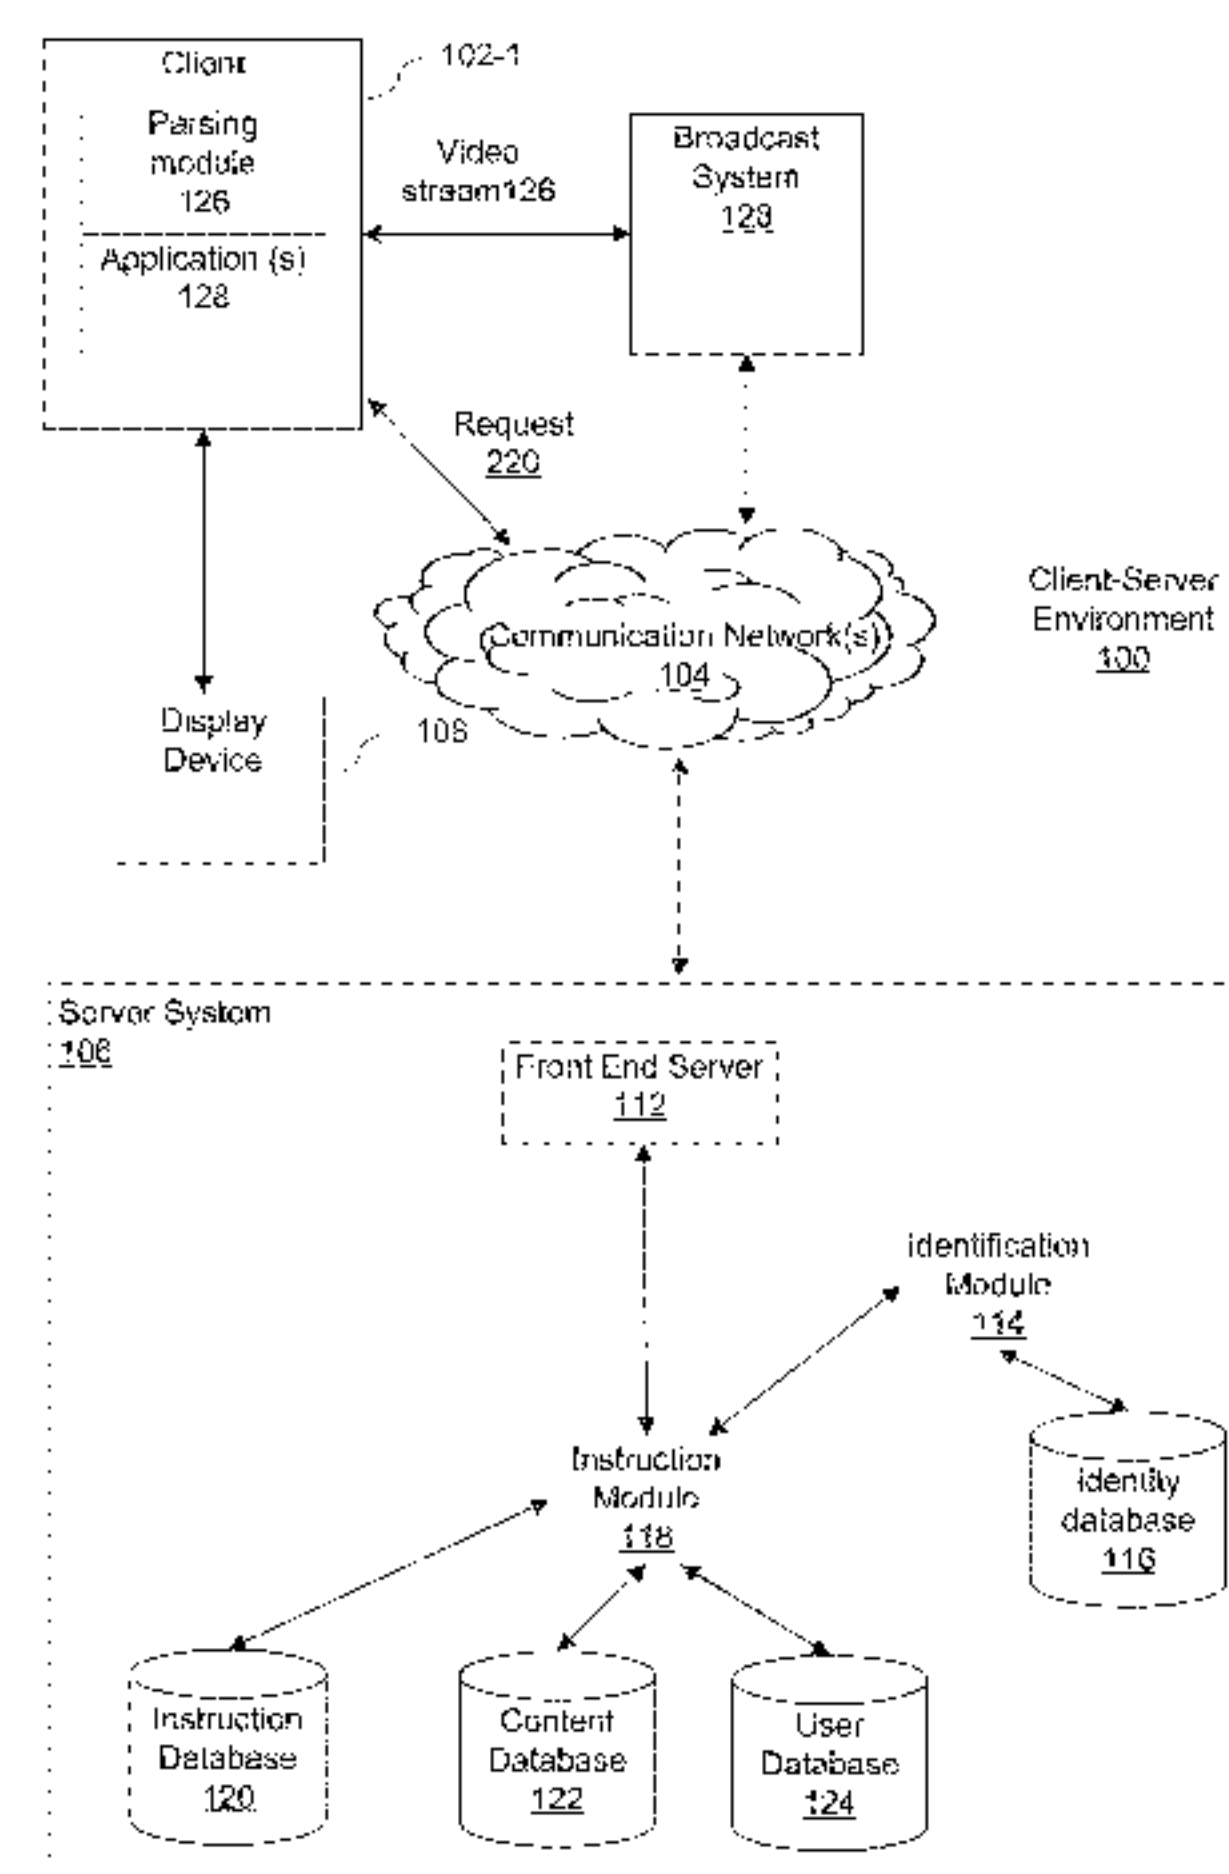 Client
102-1
Parsing
module
126
Application (s)
128
Video
stream126
Broadcast
System
128
Request
220
Communication Network(s)
104
Client-Server
Environment
100
Display
Device
108
Server System
106
Front End Server
112
identification
Module
114
Instruction
Module
118
identity
database
116
Instruction
Database
120
Content
Database
122
User
Database
124